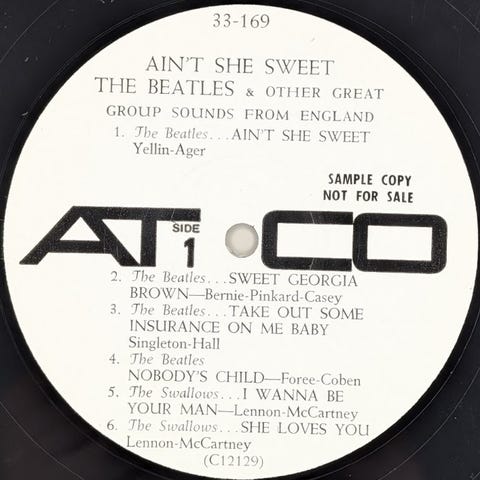 33-169
AIN'T SHE SWEET
THE BEATLES & OTHER GREAT
GROUP SOUNDS FROM ENGLAND
1. The Beatles...AIN'T SHE SWEET
Yellin-Ager
SAMPLE COPY
NOT FOR SALE
ATCO
SIDE
1
2. The Beatles...SWEET GEORGIA
BROWN—Bernie-Pinkard-Casey
3. The Beatles...TAKE OUT SOME
INSURANCE ON ME BABY
Singleton-Hall
4. The Beatles
NOBODY'S CHILD—Foree-Coben
5. The Swallows...I WANNA BE
YOUR MAN—Lennon-McCartney
6. The Swallows...SHE LOVES YOU
Lennon-McCartney
(C12129)